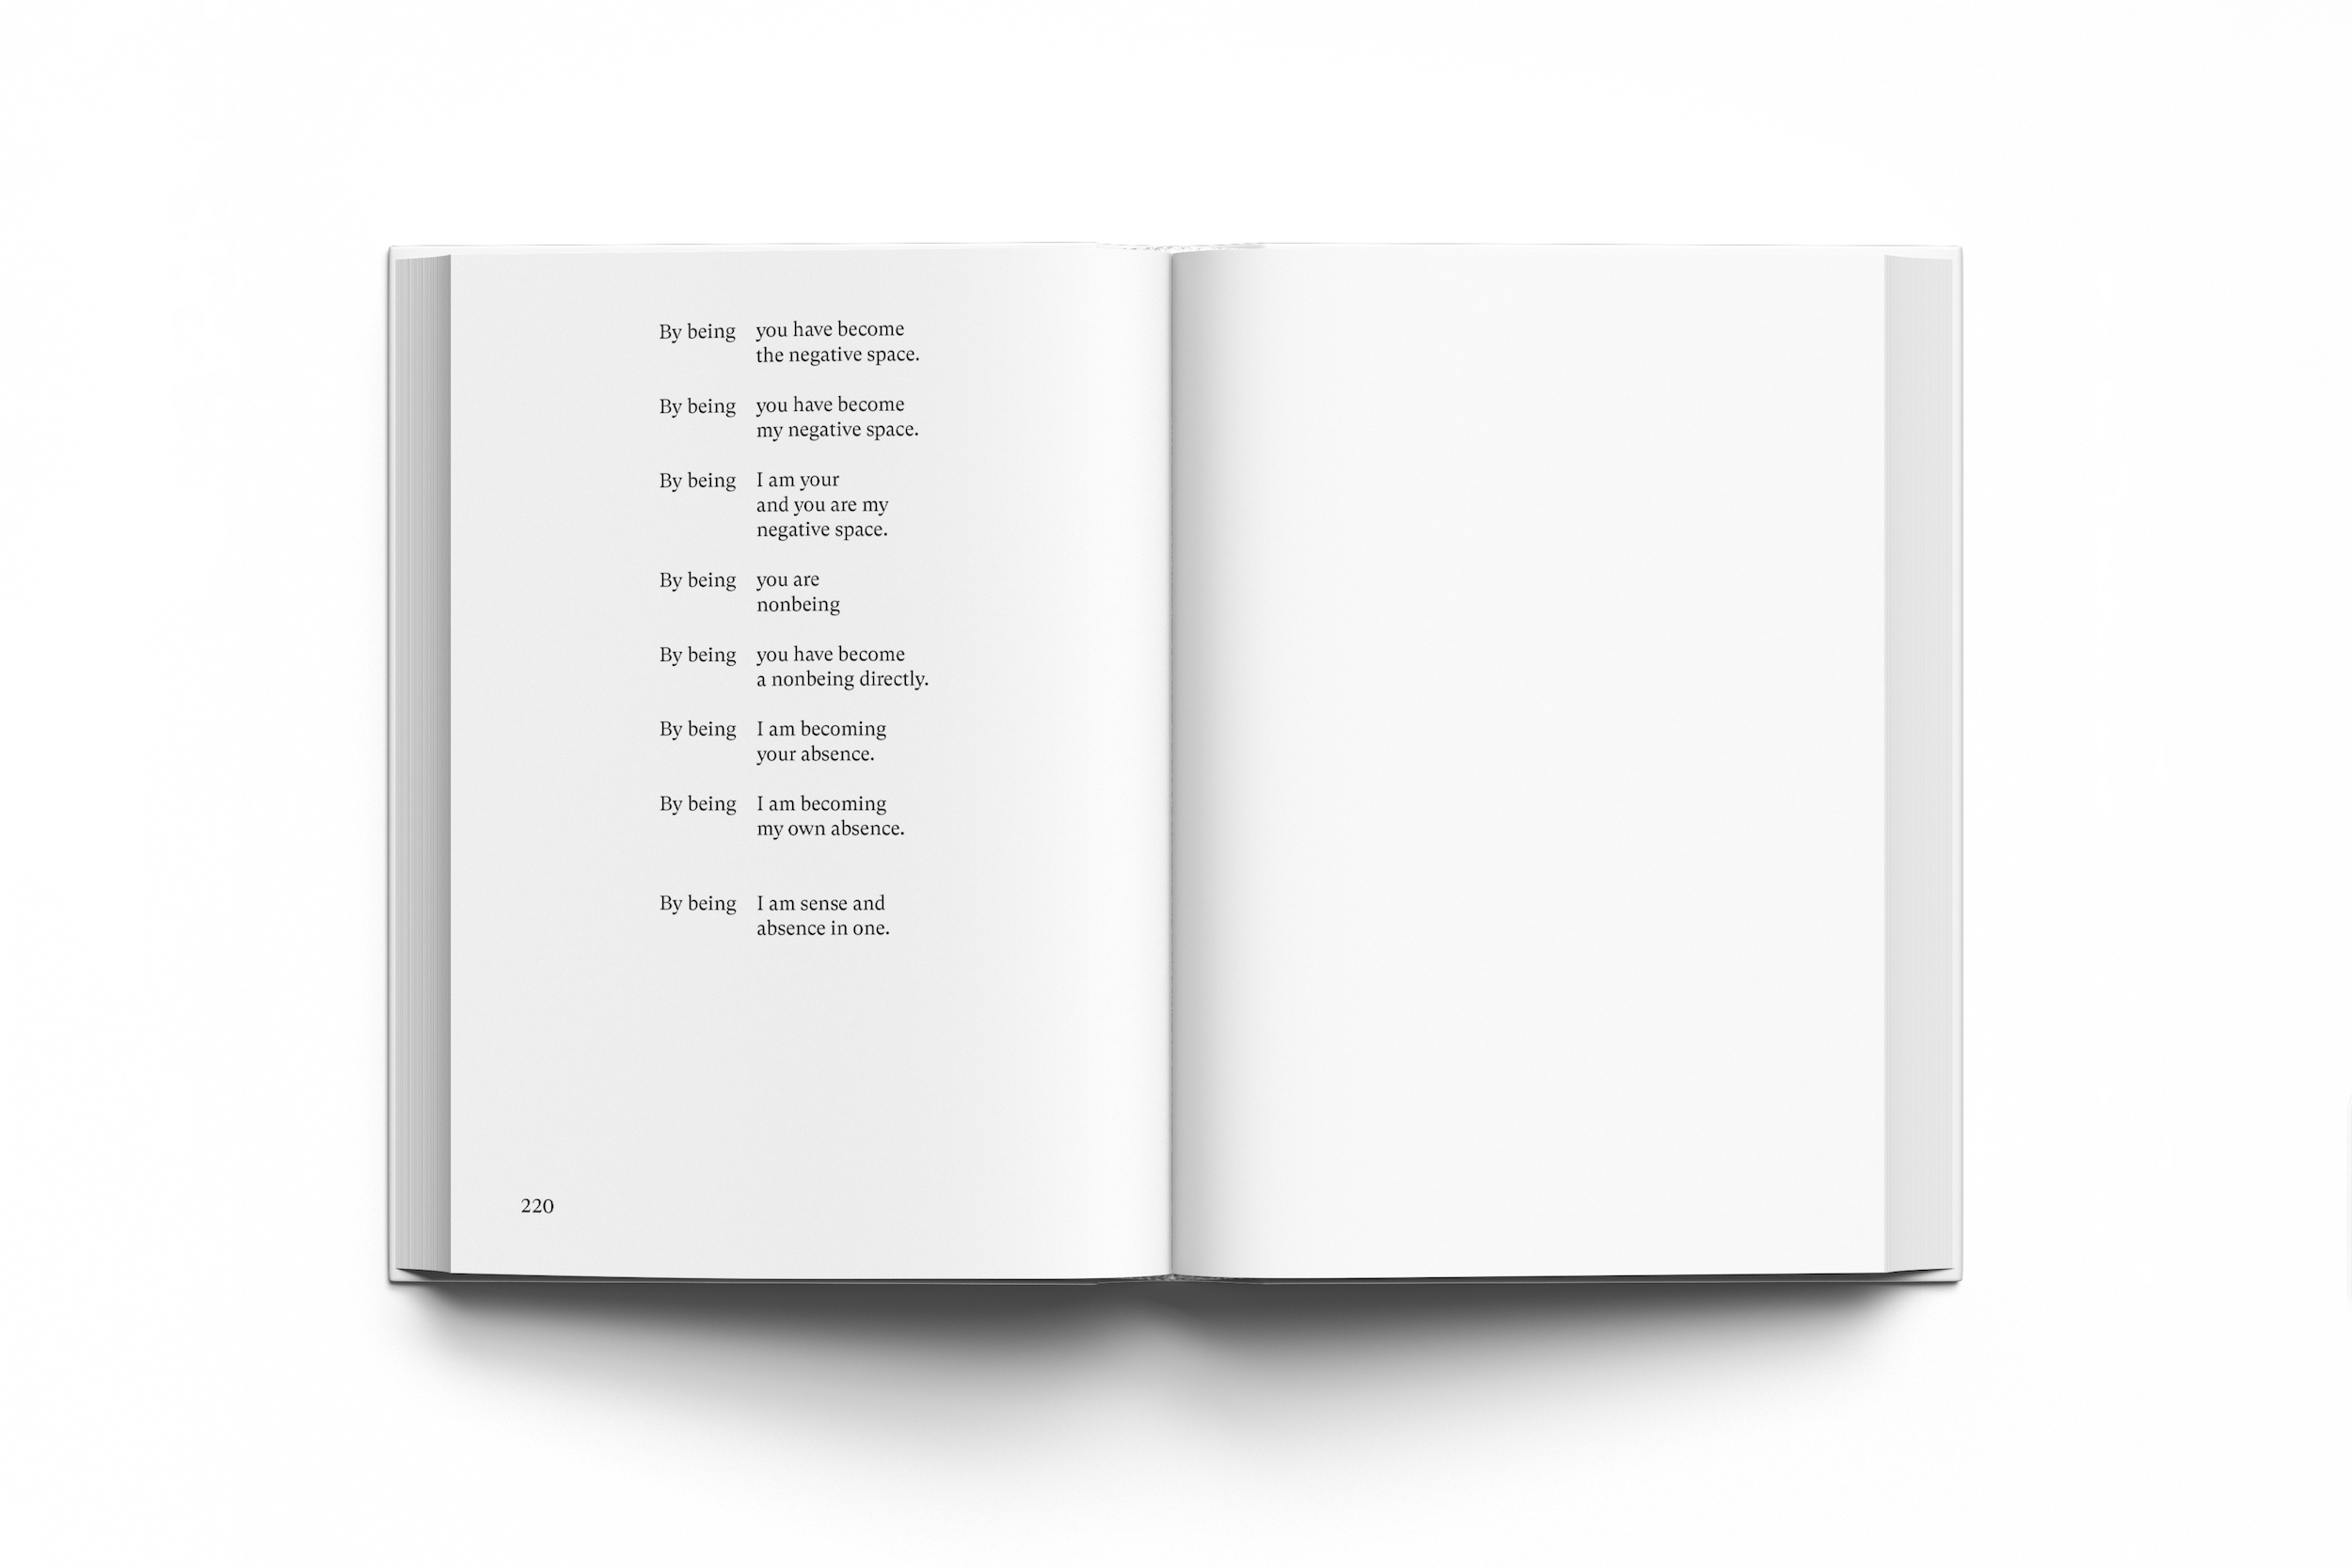 By being you have become
the negative space.
By being you have become
my negative space.
By being I am your
and you are my
negative space.
By being you are
nonbeing
By being you have become
a nonbeing directly.
By being I am becoming
your absence.
By being I am becoming
my own absence.
By being I am sense and
absence in one.
220